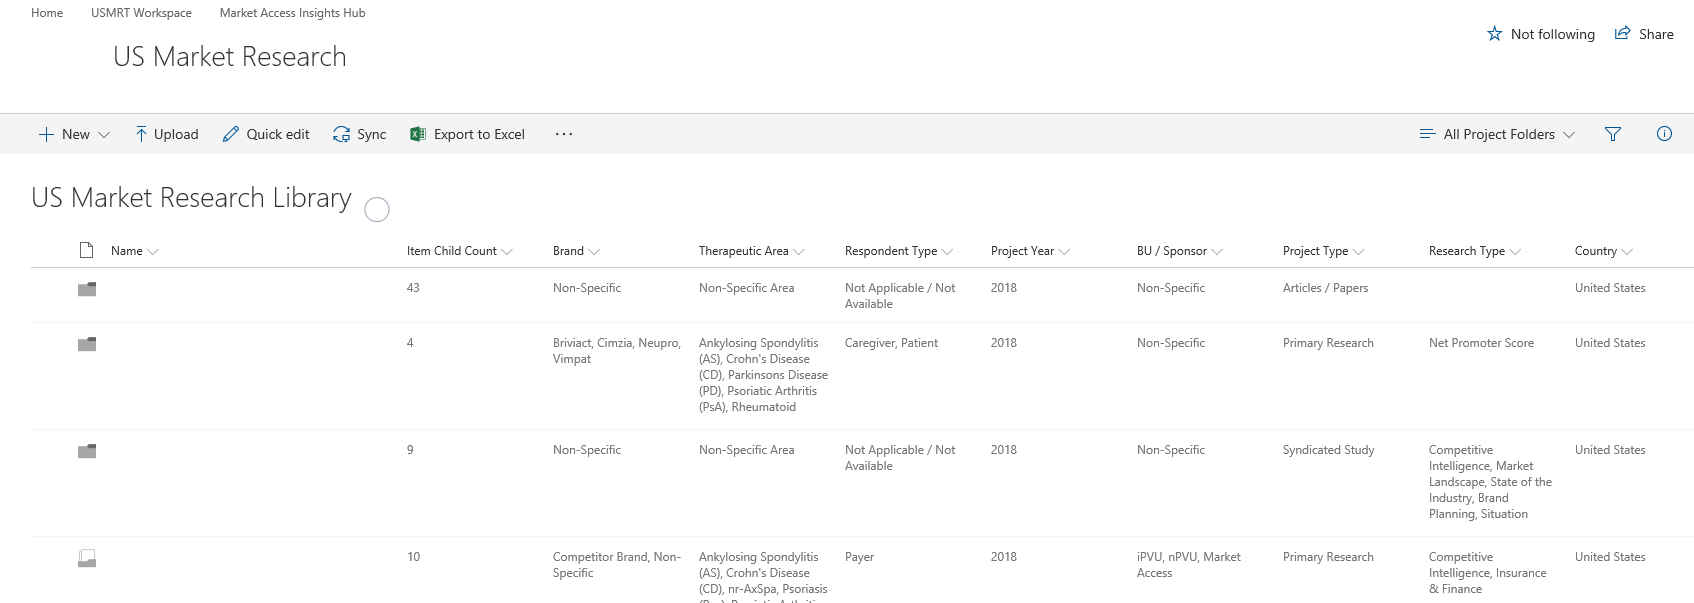 Home USMRT Workspace Market Access Insights Hub
Not following Share
US Market Research
New Upload Quick edit Sync Export to Excel ··· All Project Folders
US Market Research Library
Name Item Child Count Brand Therapeutic Area Respondent Type Project Year BU / Sponsor Project Type Research Type Country
43 Non-Specific Non-Specific Area Not Applicable / Not 2018 Non-Specific Articles / Papers United States
Available
4 Briviact, Cimzia, Neupro, Ankylosing Spondylitis Caregiver, Patient 2018 Non-Specific Primary Research Net Promoter Score United States
Vimpat (AS), Crohn's Disease
(CD), Parkinsons Disease
(PD), Psoriatic Arthritis
(PsA), Rheumatoid
9 Non-Specific Non-Specific Area Not Applicable / Not 2018 Non-Specific Syndicated Study Competitive United States
Available Intelligence, Market
Landscape, State of the
Industry, Brand
Planning, Situation
10 Competitor Brand, Non- Ankylosing Spondylitis Payer 2018 iPVU, nPVU, Market Primary Research Competitive United States
Specific (AS), Crohn's Disease Access Intelligence, Insurance
(CD), nr-AxSpa, Psoriasis & Finance